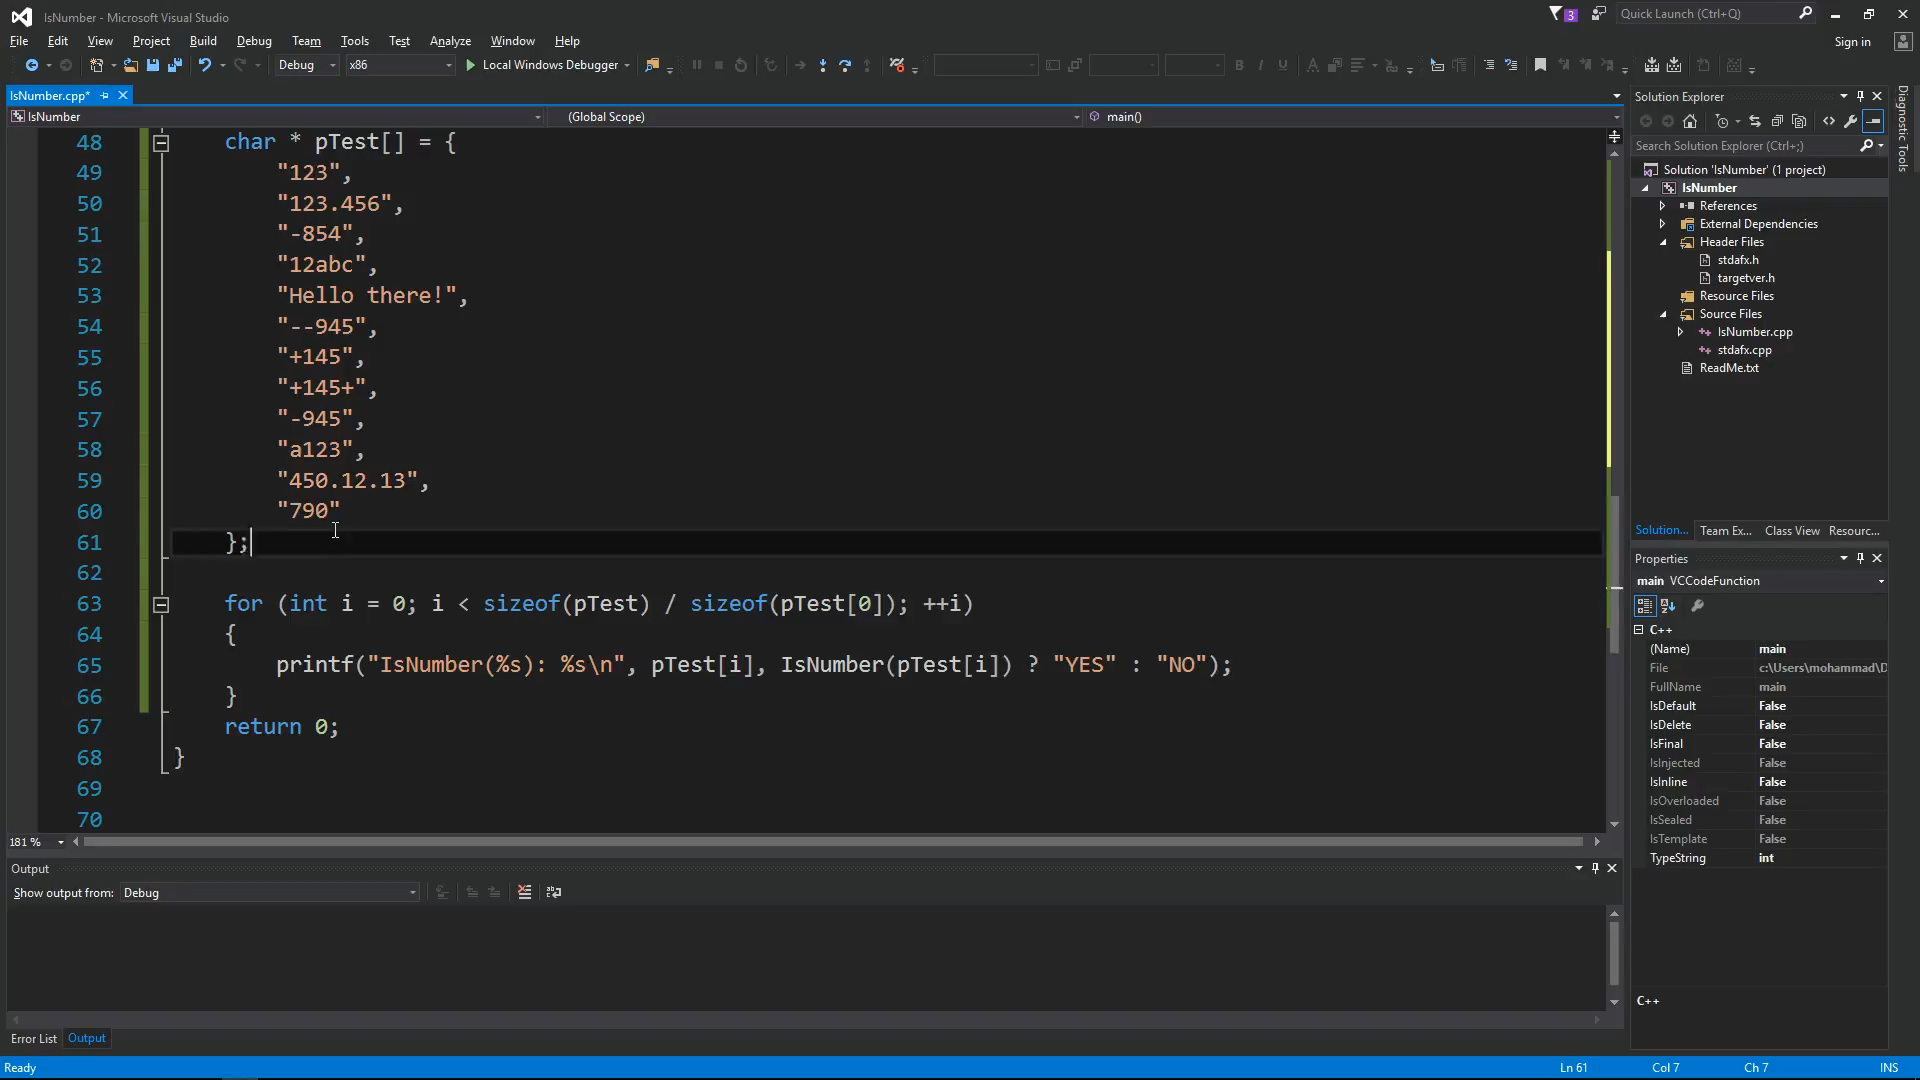 IsNumber - Microsoft Visual Studio
3
Quick Launch (Ctrl+Q)
File Edit View Project Build Debug Team Tools Test Analyze Window Help
Sign in
Debug x86 Local Windows Debugger
IsNumber.cpp*
IsNumber (Global Scope) main()
48 char * pTest[] = {
49 "123",
50 "123.456",
51 "-854",
52 "12abc",
53 "Hello there!",
54 "--945",
55 "+145",
56 "+145+",
57 "-945",
58 "a123",
59 "450.12.13",
60 "790"
61 };
62
63 for (int i = 0; i < sizeof(pTest) / sizeof(pTest[0]); ++i)
64 {
65 printf("IsNumber(%s): %s\n", pTest[i], IsNumber(pTest[i]) ? "YES" : "NO");
66 }
67 return 0;
68 }
69
70
181 %
Output
Show output from: Debug
Error List Output
Solution Explorer
Search Solution Explorer (Ctrl+;)
Solution 'IsNumber' (1 project)
IsNumber
References
External Dependencies
Header Files
stdafx.h
targetver.h
Resource Files
Source Files
IsNumber.cpp
stdafx.cpp
ReadMe.txt
Solution... Team Ex... Class View Resourc...
Properties
main VCCodeFunction
C++
(Name) main
File c:\Users\mohammad\D
FullName main
IsDefault False
IsDelete False
IsFinal False
IsInjected False
IsInline False
IsOverloaded False
IsSealed False
IsTemplate False
TypeString int
C++
Diagnostic Tools
Ready Ln 61 Col 7 Ch 7 INS